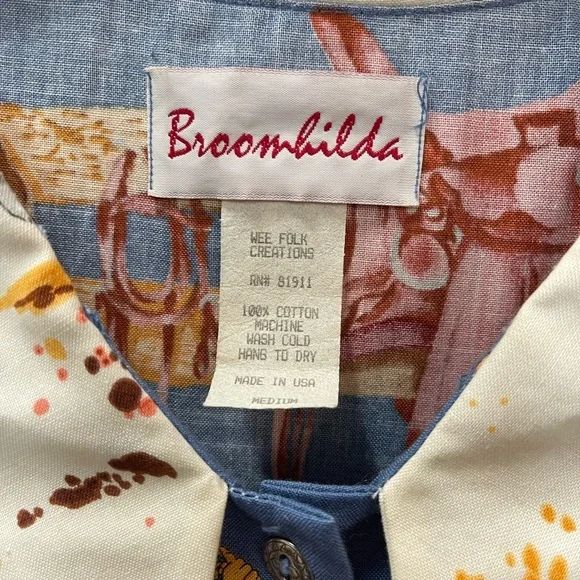 Broomhilda
WEE FOLK
CREATIONS
RN# 81911
100% COTTON
MACHINE
WASH COLD
HANG TO DRY
MADE IN USA
MEDIUM